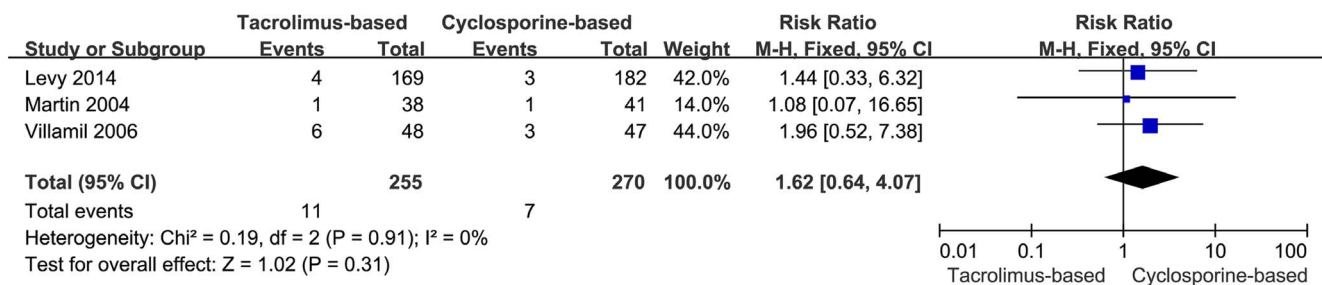 Tacrolimus-based Cyclosporine-based Risk Ratio Risk Ratio
Study or Subgroup Events Total Events Total Weight M-H, Fixed, 95% CI M-H, Fixed, 95% CI
Levy 2014 4 169 3 182 42.0% 1.44 [0.33, 6.32]
Martin 2004 1 38 1 41 14.0% 1.08 [0.07, 16.65]
Villamil 2006 6 48 3 47 44.0% 1.96 [0.52, 7.38]
Total (95% CI) 255 270 100.0% 1.62 [0.64, 4.07]
Total events 11 7
Heterogeneity: Chi² = 0.19, df = 2 (P = 0.91); I² = 0%
Test for overall effect: Z = 1.02 (P = 0.31)
0.01 0.1 1 10 100
Tacrolimus-based Cyclosporine-based